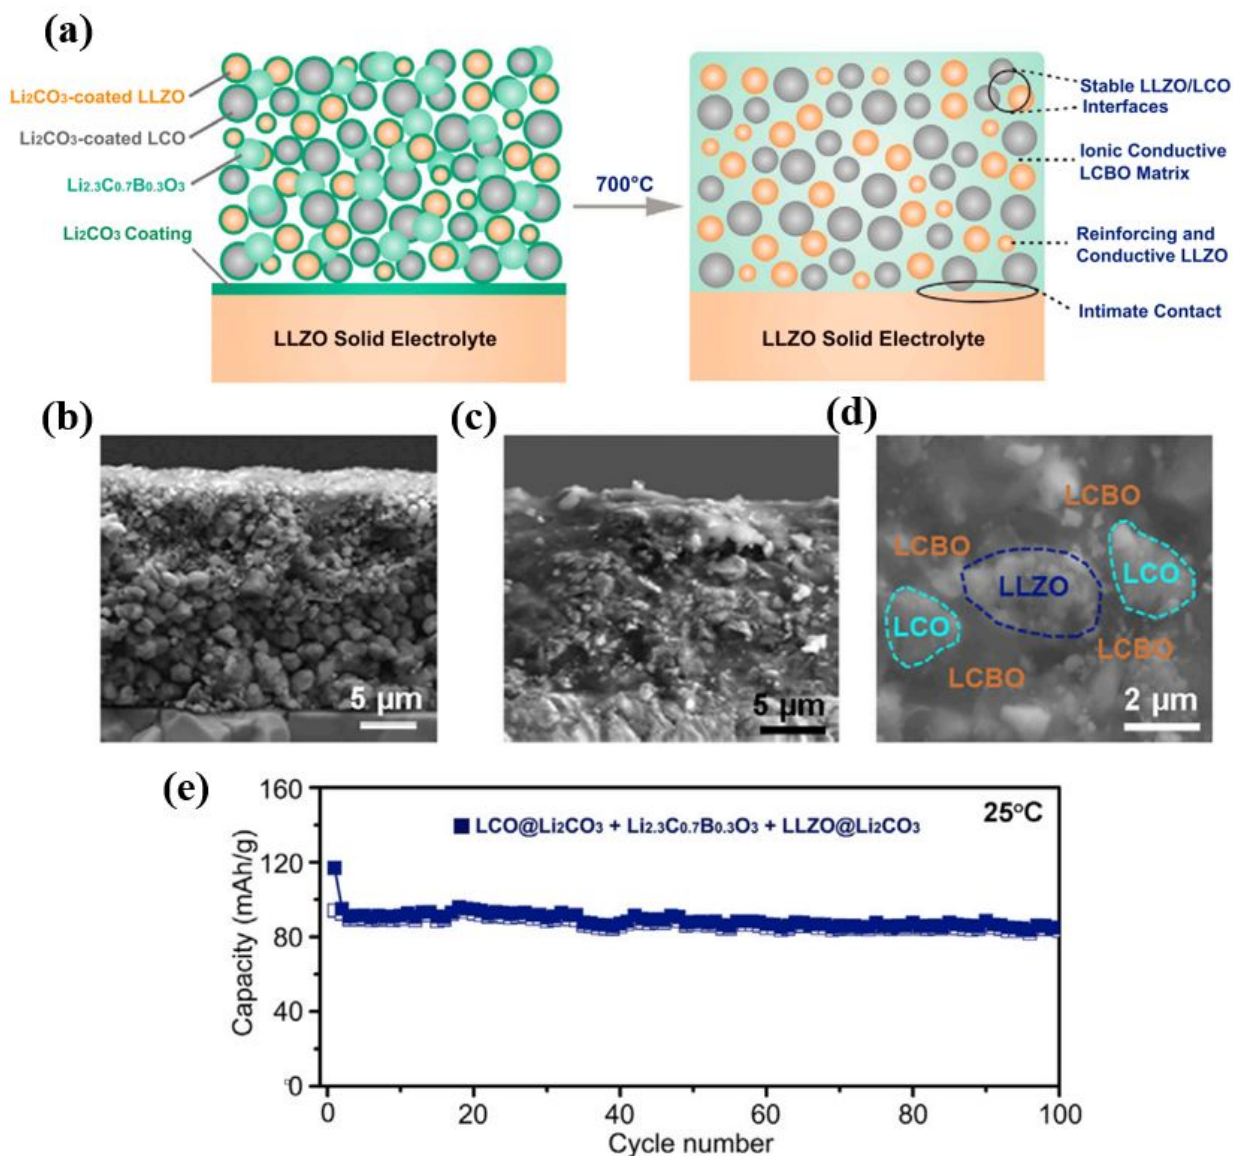 (a)
Li₂CO₃-coated LLZO
Li₂CO₃-coated LCO
Li₂.₃C₀.₇B₀.₃O₃
Li₂CO₃ Coating
LLZO Solid Electrolyte
700°C
Stable LLZO/LCO
Interfaces
Ionic Conductive
LCBO Matrix
Reinforcing and
Conductive LLZO
Intimate Contact
LLZO Solid Electrolyte
(b)
5 μm
(c)
5 μm
(d)
LCBO
LCBO
LCO
LLZO
LCO
LCBO
LCBO
2 μm
(e)
160
120
80
40
0
Capacity (mAh/g)
LCO@Li₂CO₃ + Li₂.₃C₀.₇B₀.₃O₃ + LLZO@Li₂CO₃
25°C
0
20
40
60
80
100
Cycle number